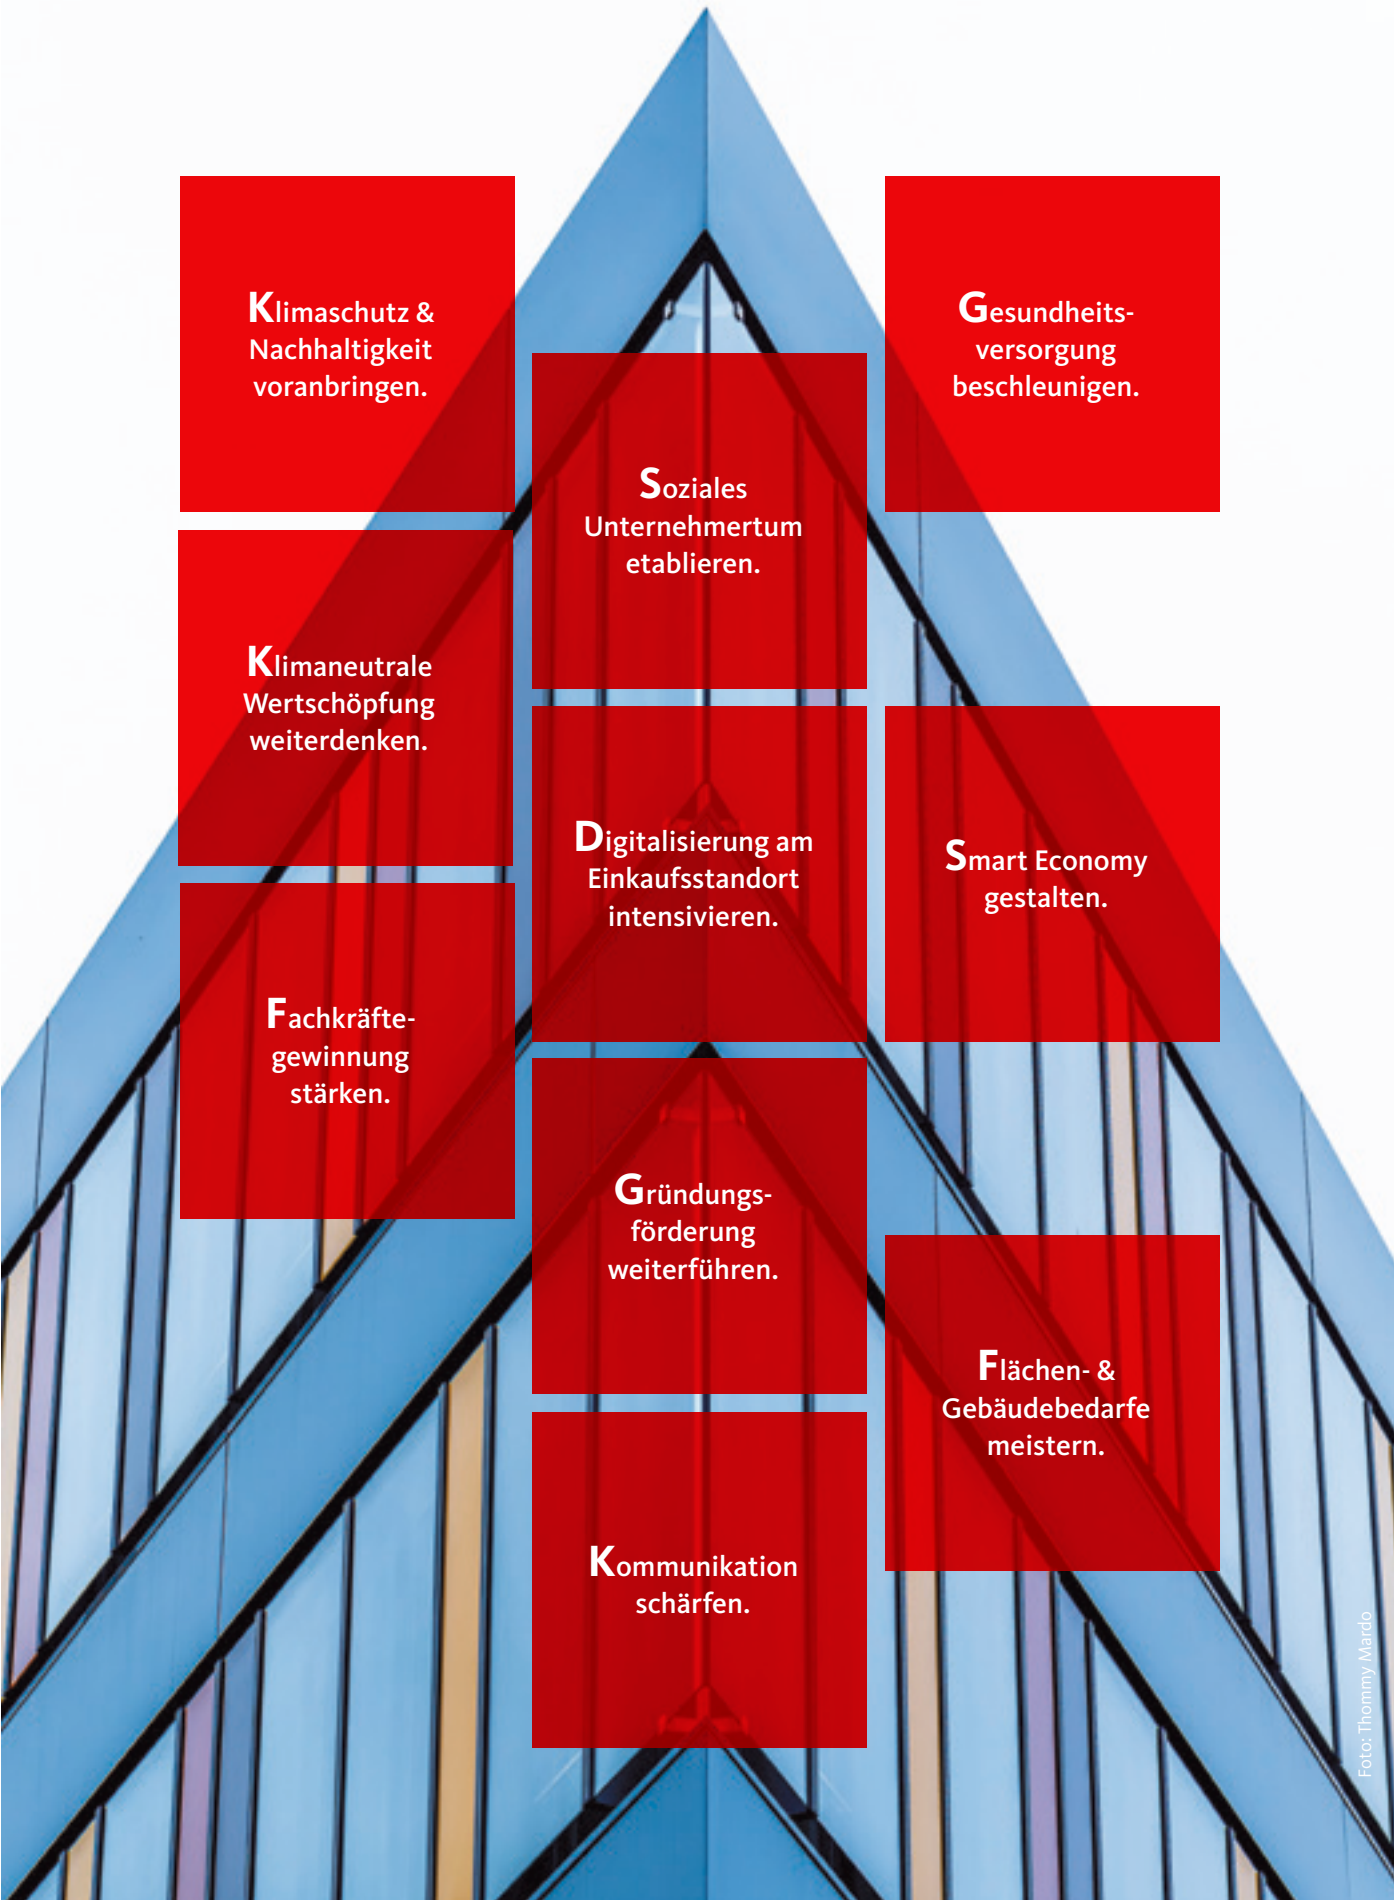 Klimaschutz &
Nachhaltigkeit
voranbringen.
Gesundheits-
versorgung
beschleunigen.
Soziales
Unternehmertum
etablieren.
Klimaneutrale
Wertschöpfung
weiterdenken.
Digitalisierung am
Einkaufsstandort
intensivieren.
Smart Economy
gestalten.
Fachkräfte-
gewinnung
stärken.
Gründungs-
förderung
weiterführen.
Flächen- &
Gebäudebedarfe
meistern.
Kommunikation
schärfen.
Foto: Thommy Mardo